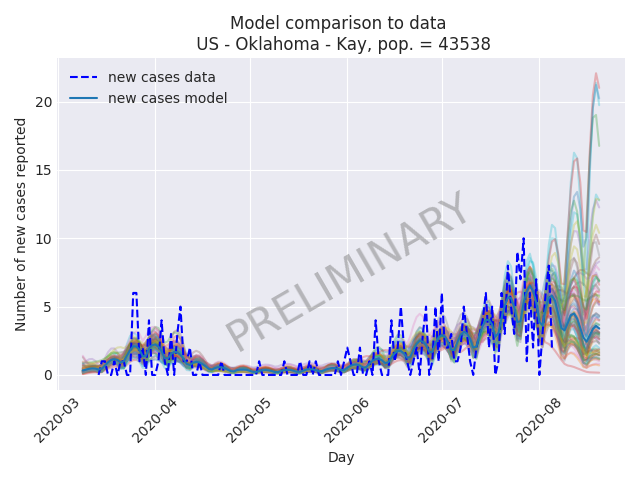 Model comparison to data
US - Oklahoma - Kay, pop. = 43538
new cases data
new cases model
PRELIMINARY
Number of new cases reported
20
15
10
5
0
2020-03
2020-04
2020-05
2020-06
2020-07
2020-08
Day